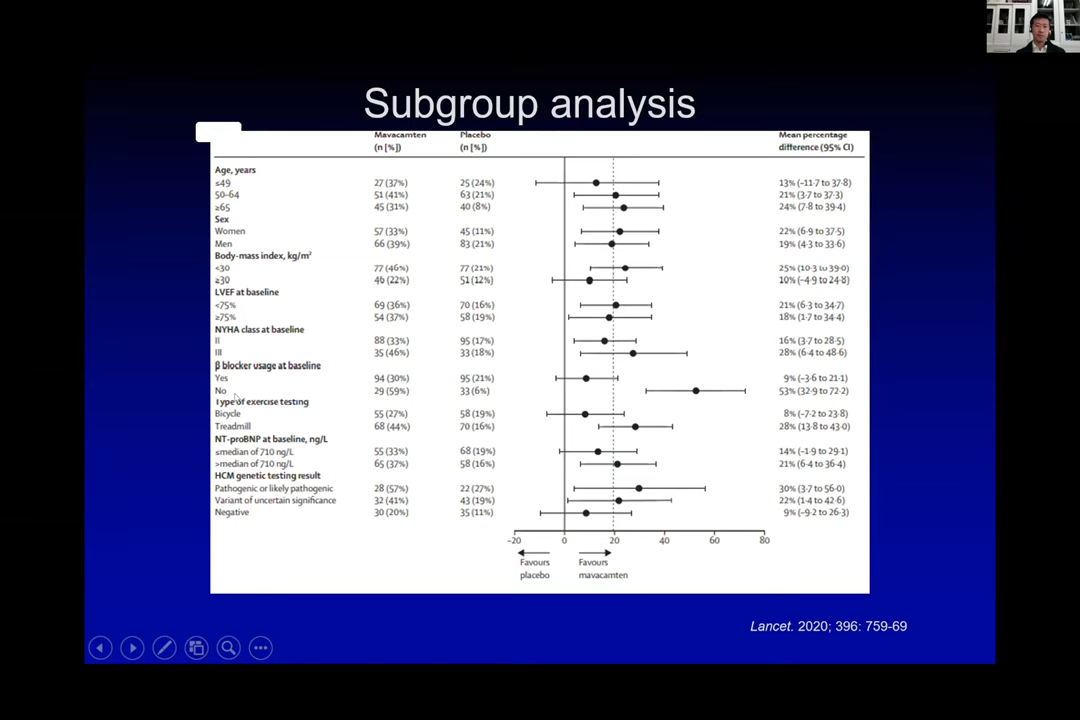 Subgroup analysis
Mavacamten Placebo Mean percentage
(n [%]) (n [%]) difference (95% CI)
Age, years
≤49 27 (37%) 25 (24%) 13% (–11·7 to 37·8)
50–64 51 (41%) 63 (21%) 21% (3·7 to 37·3)
≥65 45 (31%) 40 (8%) 24% (7·8 to 39·4)
Sex
Women 57 (33%) 45 (11%) 22% (6·9 to 37·5)
Men 66 (39%) 83 (21%) 19% (4·3 to 33·6)
Body-mass index, kg/m²
<30 77 (46%) 77 (21%) 25% (10·3 to 39·0)
≥30 46 (22%) 51 (12%) 10% (–4·9 to 24·8)
LVEF at baseline
<75% 69 (36%) 70 (16%) 21% (6·3 to 34·7)
≥75% 54 (37%) 58 (19%) 18% (1·7 to 34·4)
NYHA class at baseline
II 88 (33%) 95 (17%) 16% (3·7 to 28·5)
III 35 (46%) 33 (18%) 28% (6·4 to 48·6)
β blocker usage at baseline
Yes 94 (30%) 95 (21%) 9% (–3·6 to 21·1)
No 29 (59%) 33 (6%) 53% (32·9 to 72·2)
Type of exercise testing
Bicycle 55 (27%) 58 (19%) 8% (–7·2 to 23·8)
Treadmill 68 (44%) 70 (16%) 28% (13·8 to 43·0)
NT-proBNP at baseline, ng/L
≤median of 710 ng/L 55 (33%) 68 (19%) 14% (–1·9 to 29·1)
>median of 710 ng/L 65 (37%) 58 (16%) 21% (6·4 to 36·4)
HCM genetic testing result
Pathogenic or likely pathogenic 28 (57%) 22 (27%) 30% (3·7 to 56·0)
Variant of uncertain significance 32 (41%) 43 (19%) 22% (1·4 to 42·6)
Negative 30 (20%) 35 (11%) 9% (–9·2 to 26·3)
–20 0 20 40 60 80
Favours Favours
placebo mavacamten
Lancet. 2020; 396: 759-69